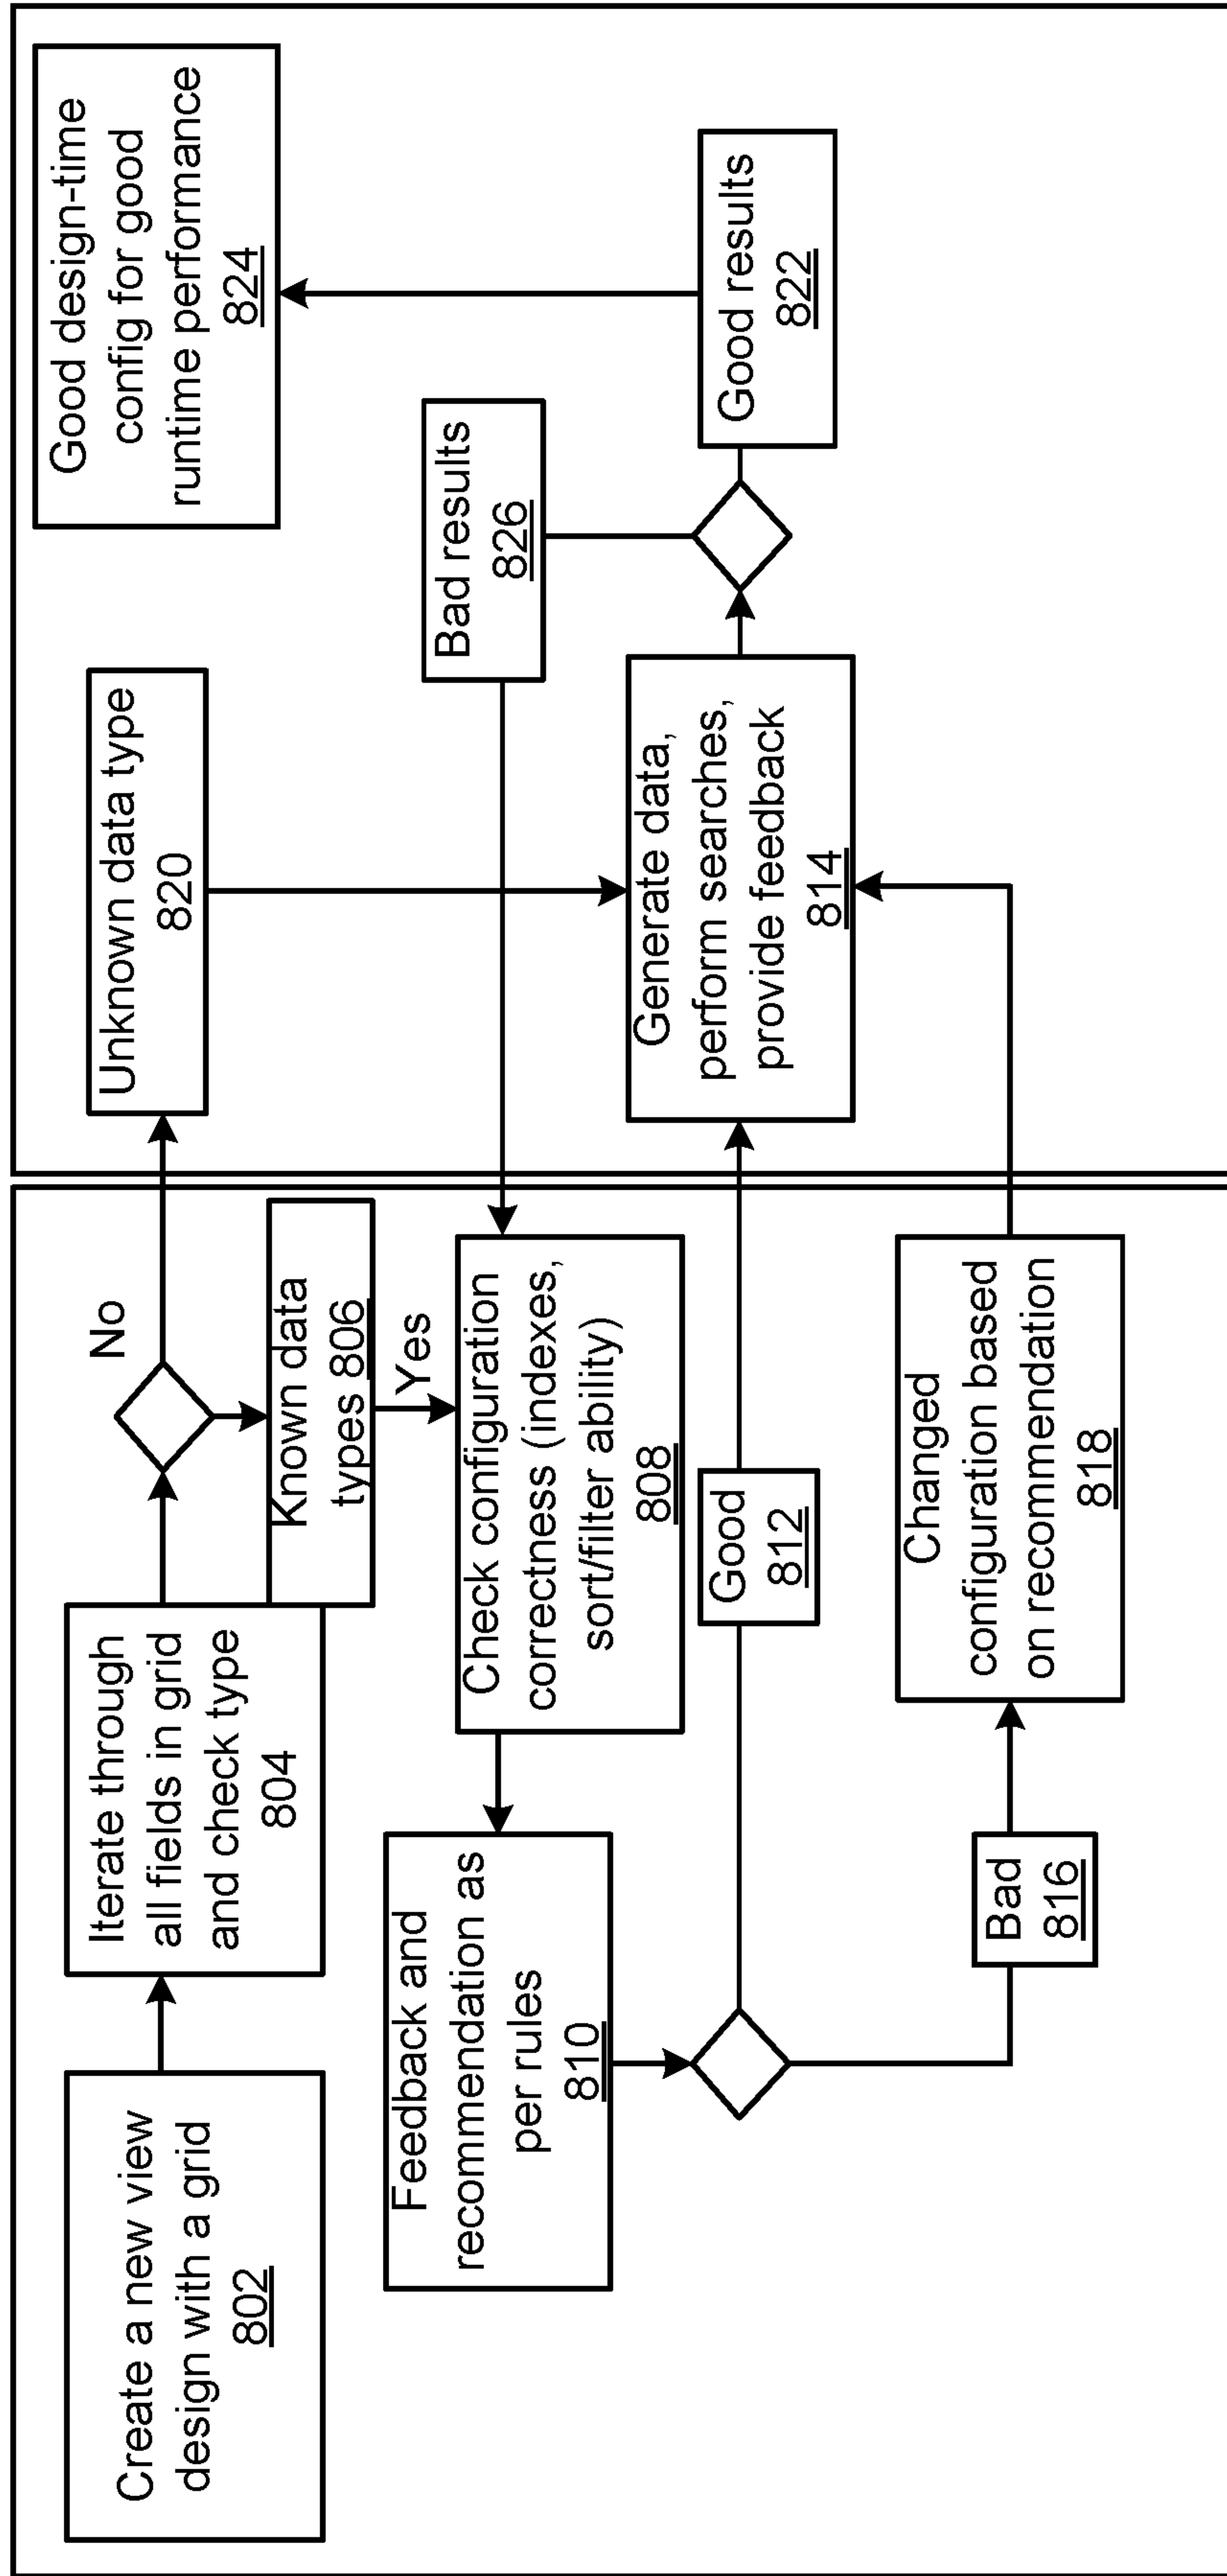 Create a new view
design with a grid
802
Iterate through
all fields in grid
and check type
804
No
Known data
types 806
Yes
Unknown data type
820
Good design-time
config for good
runtime performance
824
Feedback and
recommendation as
per rules
810
Check configuration
correctness (indexes,
sort/filter ability)
808
Bad results
826
Good
812
Generate data,
perform searches,
provide feedback
814
Good results
822
Bad
816
Changed
configuration based
on recommendation
818